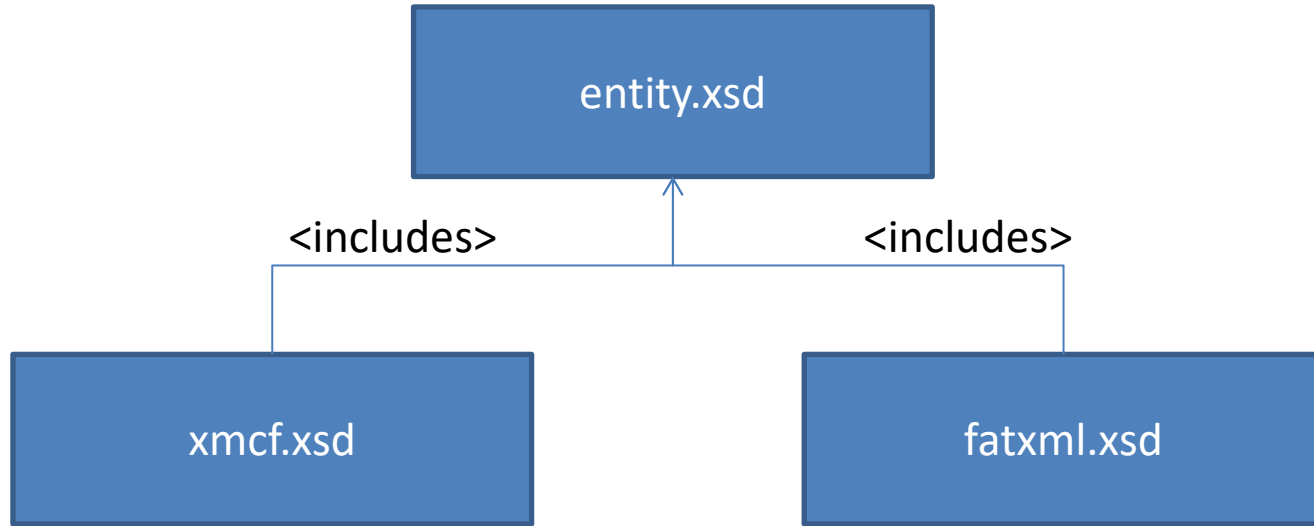 entity.xsd
<includes>
<includes>
xmcf.xsd
fatxml.xsd